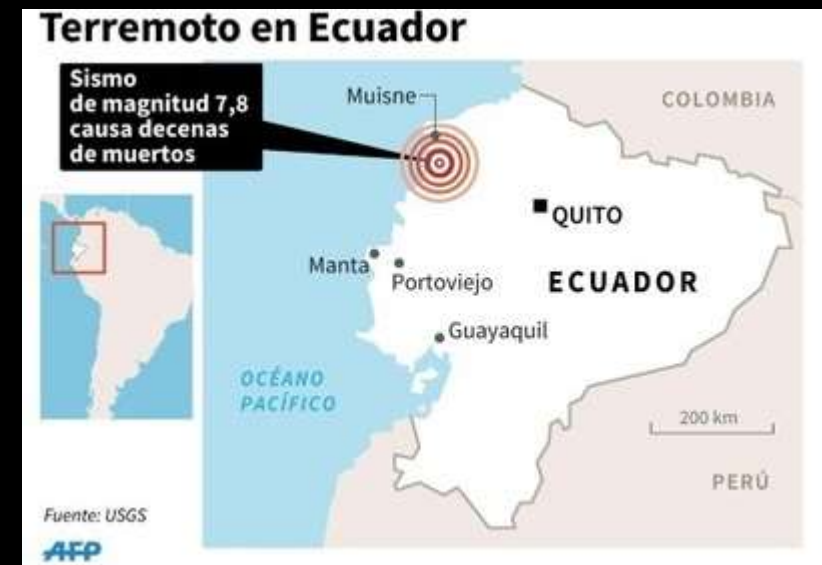 Terremoto en Ecuador
Sismo
de magnitud 7,8
causa decenas
de muertos
Muisne
COLOMBIA
QUITO
Manta
Portoviejo
ECUADOR
Guayaquil
OCÉANO
PACÍFICO
200 km
PERÚ
Fuente: USGS
AFP